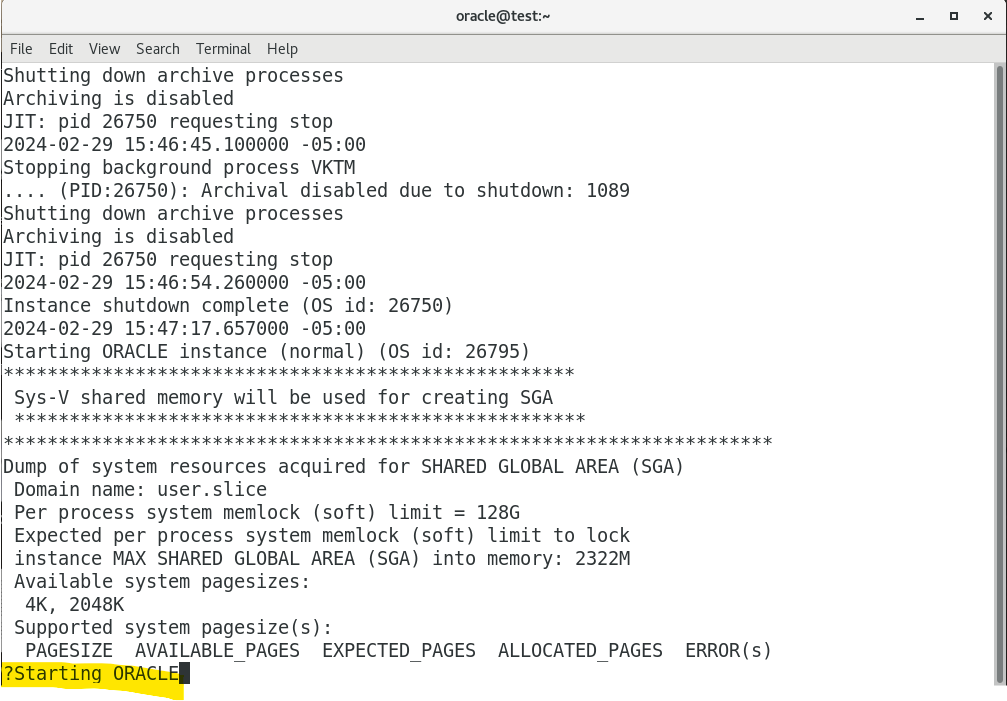 oracle@test:~
File Edit View Search Terminal Help
Shutting down archive processes
Archiving is disabled
JIT: pid 26750 requesting stop
2024-02-29 15:46:45.100000 -05:00
Stopping background process VKTM
.... (PID:26750): Archival disabled due to shutdown: 1089
Shutting down archive processes
Archiving is disabled
JIT: pid 26750 requesting stop
2024-02-29 15:46:54.260000 -05:00
Instance shutdown complete (OS id: 26750)
2024-02-29 15:47:17.657000 -05:00
Starting ORACLE instance (normal) (OS id: 26795)
****************************************************
 Sys-V shared memory will be used for creating SGA
 ****************************************************
**********************************************************************
Dump of system resources acquired for SHARED GLOBAL AREA (SGA)
 Domain name: user.slice
 Per process system memlock (soft) limit = 128G
 Expected per process system memlock (soft) limit to lock
 instance MAX SHARED GLOBAL AREA (SGA) into memory: 2322M
 Available system pagesizes:
  4K, 2048K
 Supported system pagesize(s):
  PAGESIZE  AVAILABLE_PAGES  EXPECTED_PAGES  ALLOCATED_PAGES  ERROR(s)
?Starting ORACLE